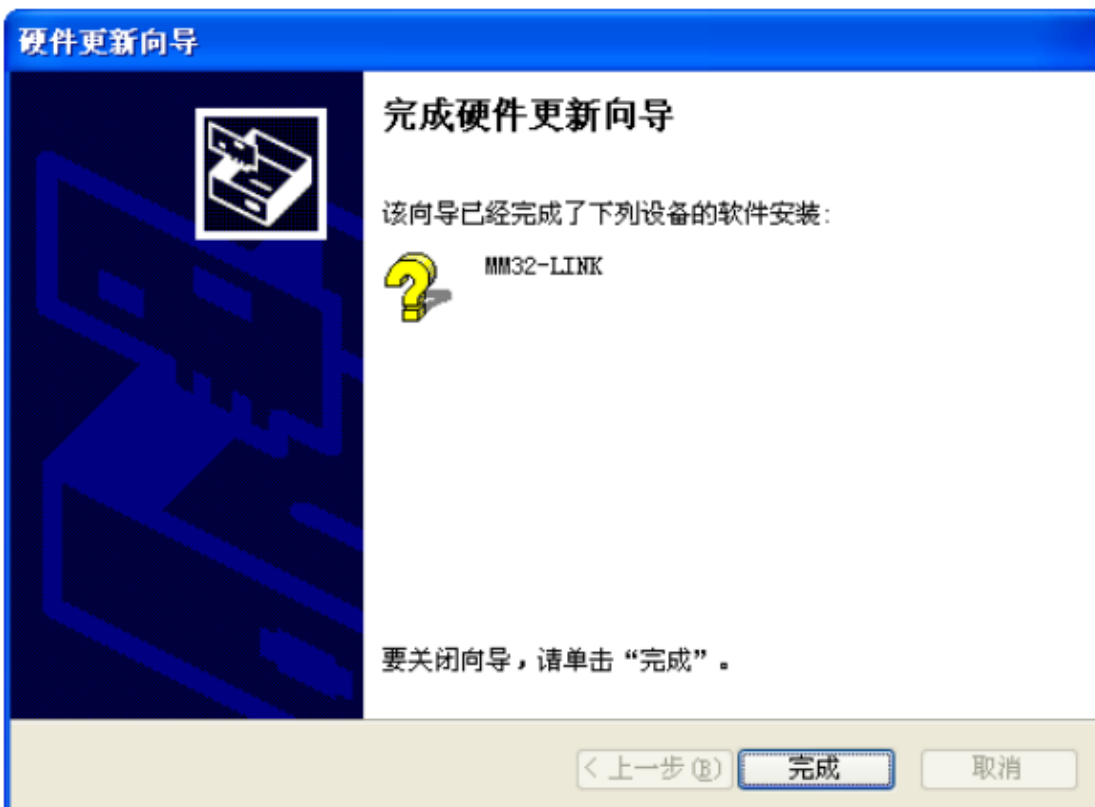 硬件更新向导
完成硬件更新向导
该向导已经完成了下列设备的软件安装:
MM32-LINK
要关闭向导，请单击“完成”。
< 上一步(B)
完成
取消